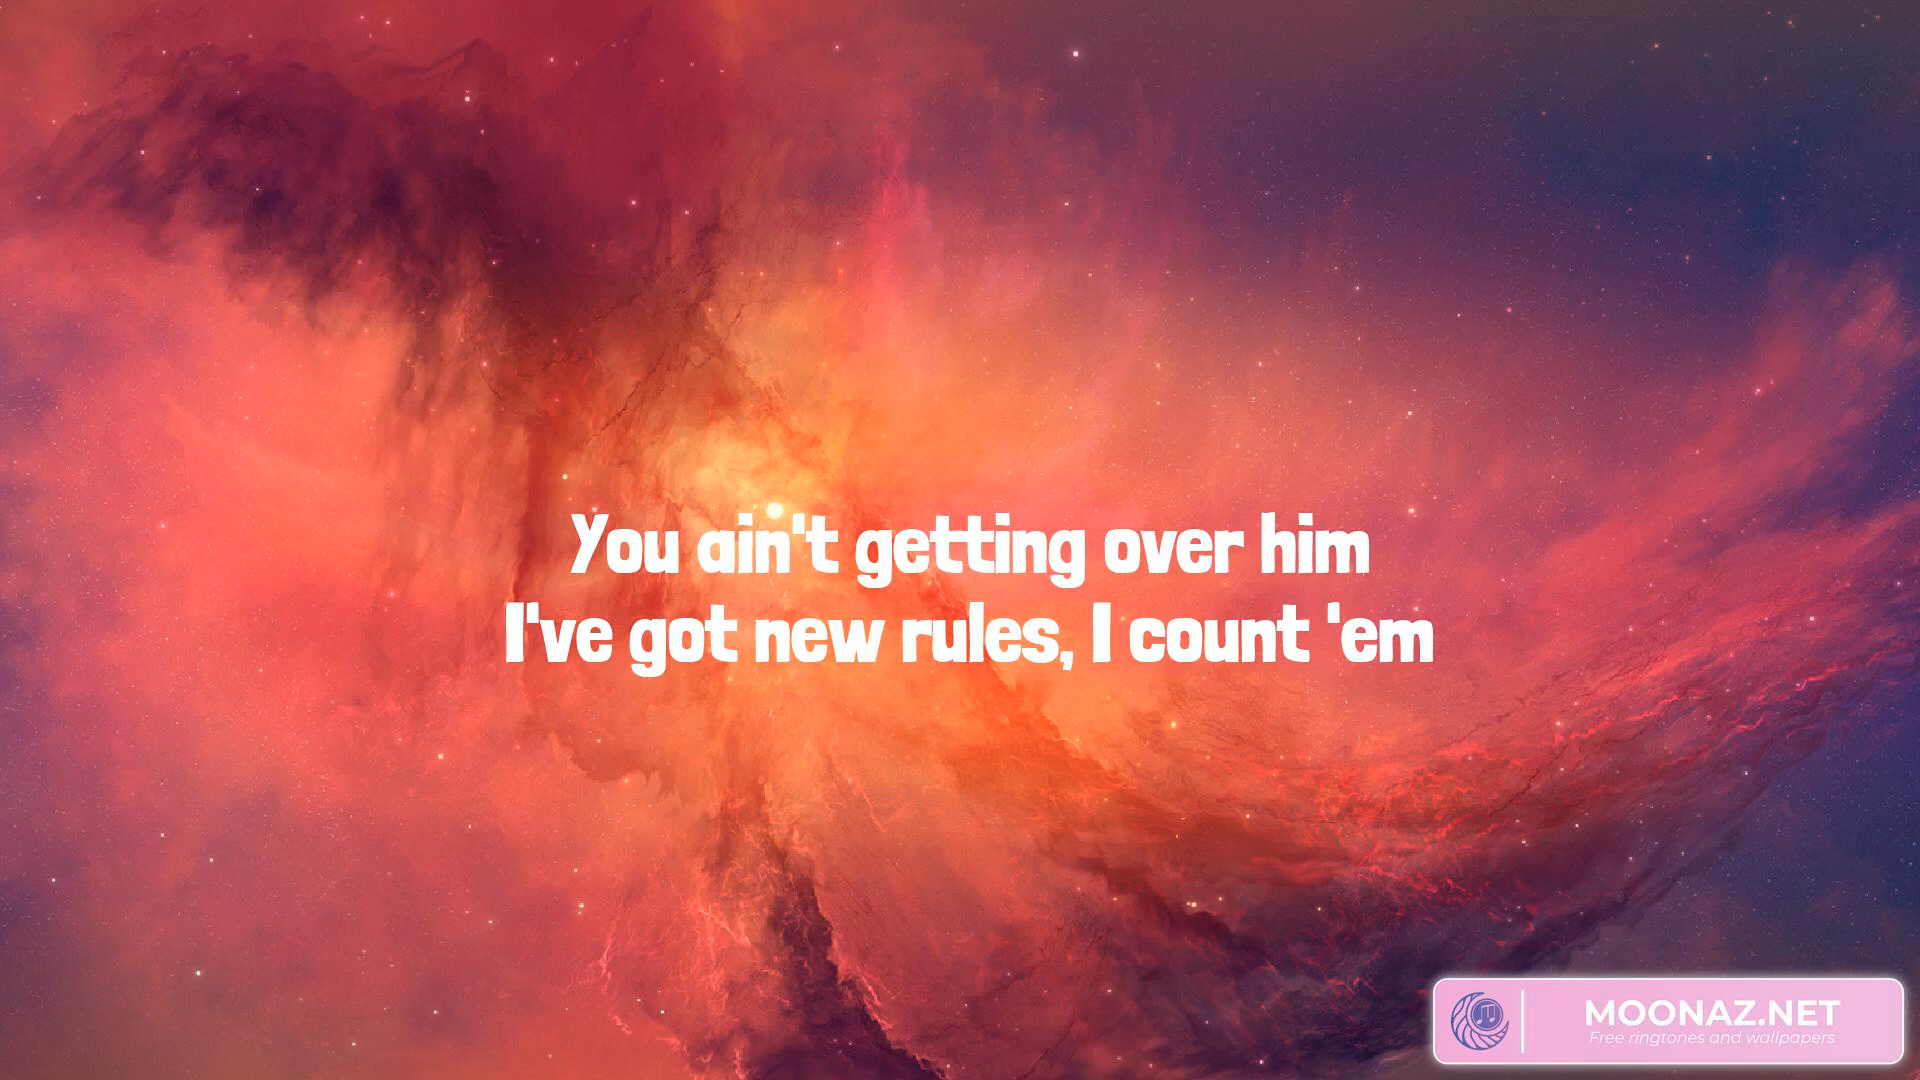 You ain't getting over him
I've got new rules, I count 'em
MOONAZ.NET
Free ringtones and wallpapers